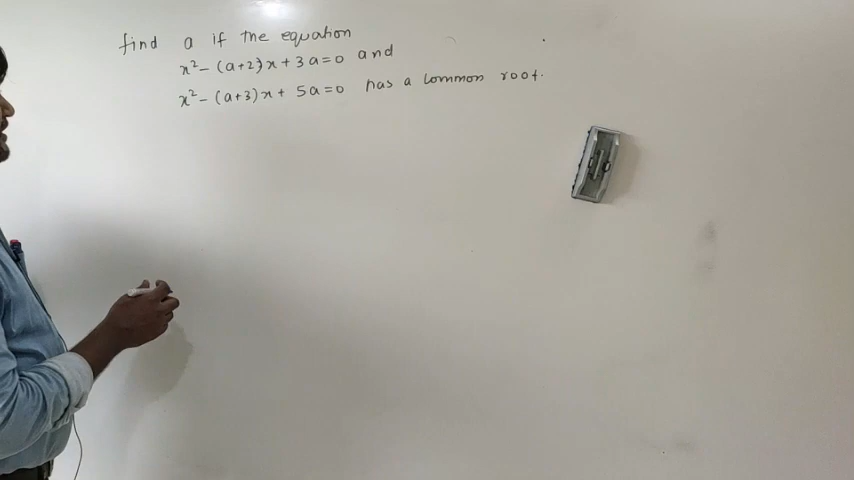 find a if the equation
x² - (a+2)x + 3a = 0 and
x² - (a+3)x + 5a = 0 has a common root.